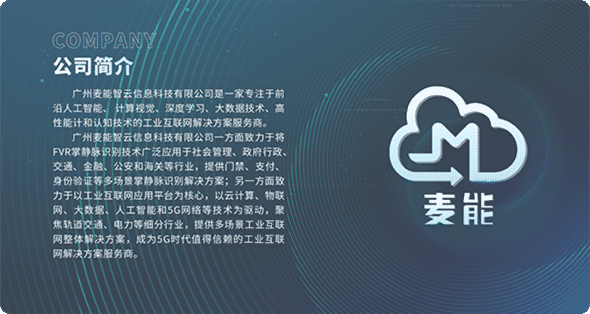 COMPANY
公司简介
广州麦能智云信息科技有限公司是一家专注于前
沿人工智能、计算视觉、深度学习、大数据技术、高
性能计和认知技术的工业互联网解决方案服务商。
广州麦能智云信息科技有限公司一方面致力于将
FVR掌静脉识别技术广泛应用于社会管理、政府行政、
交通、金融、公安和海关等行业，提供门禁、支付、
身份验证等多场景掌静脉识别解决方案；另一方面致
力于以工业互联网应用平台为核心，以云计算、物联
网、大数据、人工智能和5G网络等技术为驱动，聚
焦轨道交通、电力等细分行业，提供多场景工业互联
网整体解决方案，成为5G时代值得信赖的工业互联
网解决方案服务商。
M
麦能